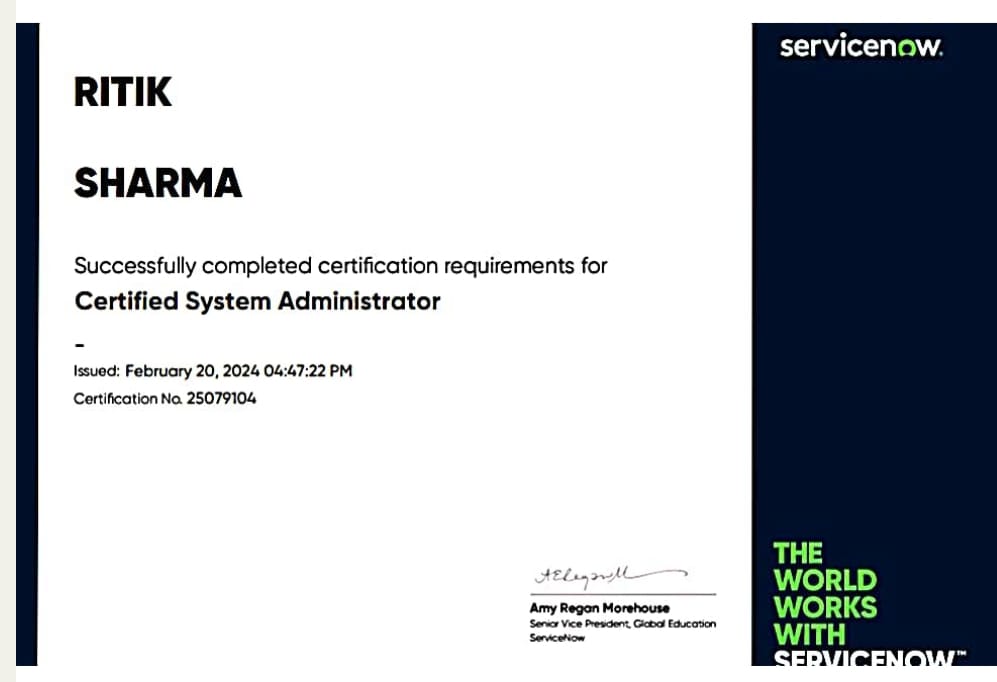 servicenow.
RITIK
SHARMA
Successfully completed certification requirements for
Certified System Administrator
-
Issued: February 20, 2024 04:47:22 PM
Certification No. 25079104
Amy Regan Morehouse
Senior Vice President, Global Education
ServiceNow
THE
WORLD
WORKS
WITH
SERVICENOW™